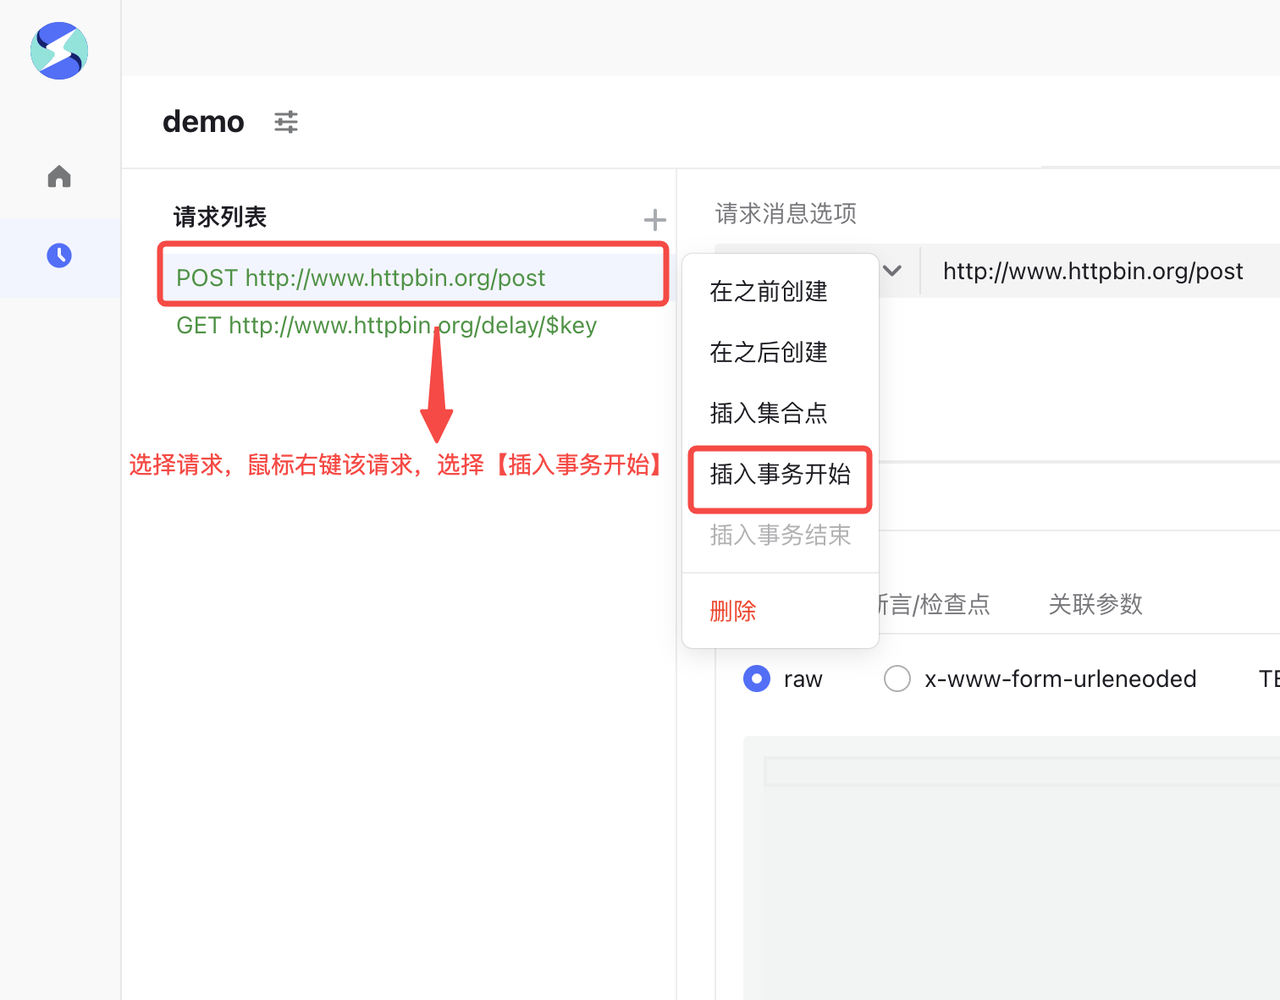 demo
请求列表
POST http://www.httpbin.org/post
GET http://www.httpbin.org/delay/$key
选择请求，鼠标右键该请求，选择【插入事务开始】
请求消息选项
http://www.httpbin.org/post
在之前创建
在之后创建
插入集合点
插入事务开始
插入事务结束
删除
言/检查点
关联参数
raw
x-www-form-urleneoded